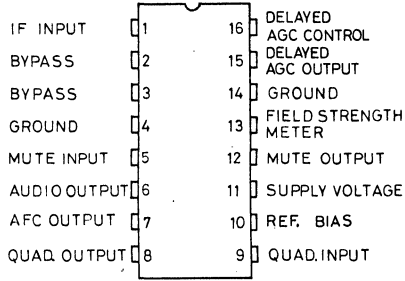 IF INPUT 1
BYPASS 2
BYPASS 3
GROUND 4
MUTE INPUT 5
AUDIO OUTPUT 6
AFC OUTPUT 7
QUAD. OUTPUT 8
16 DELAYED
AGC CONTROL
15 DELAYED
AGC OUTPUT
14 GROUND
13 FIELD STRENGTH
METER
12 MUTE OUTPUT
11 SUPPLY VOLTAGE
10 REF. BIAS
9 QUAD. INPUT